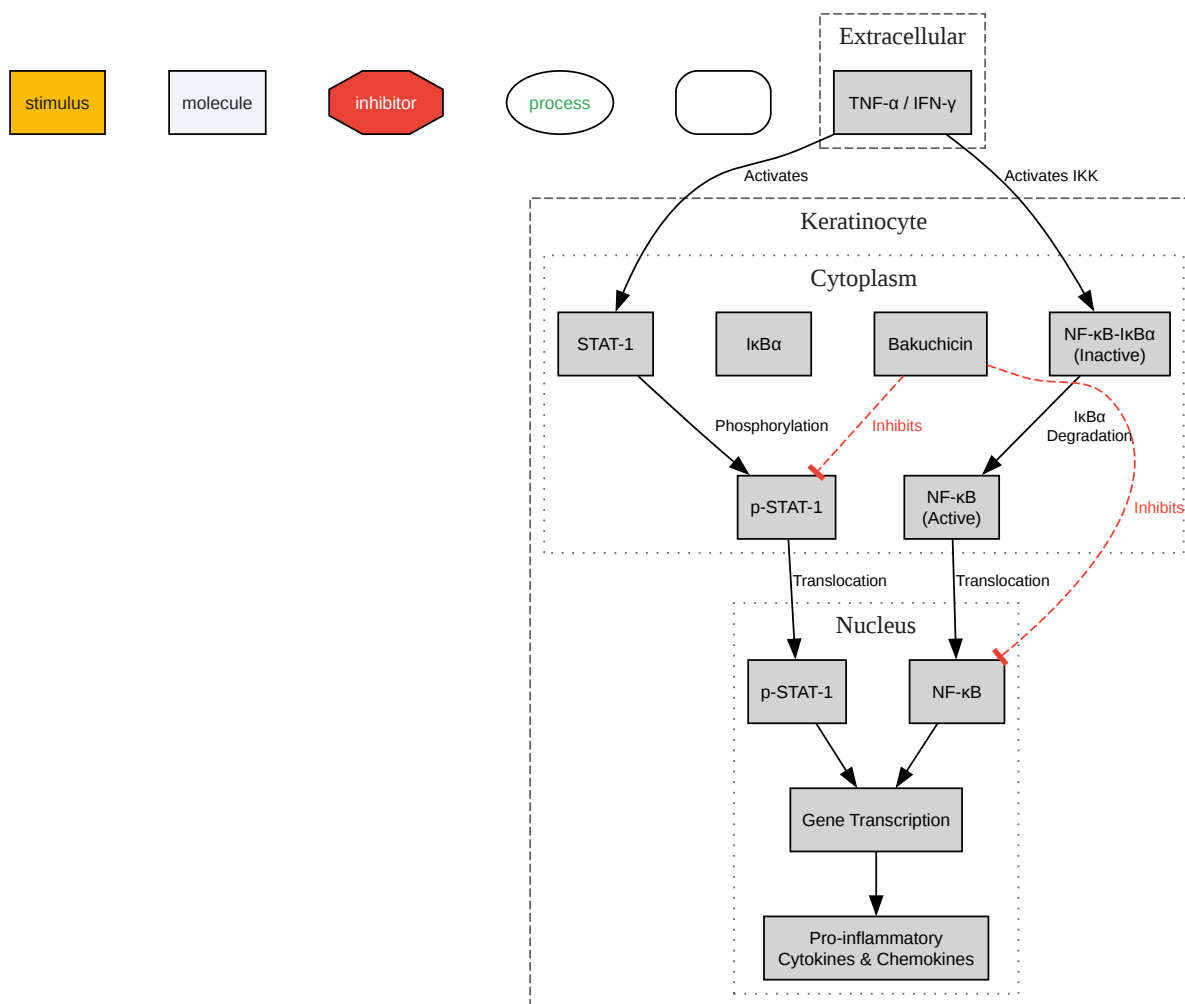 Extracellular
stimulus
molecule
inhibitor
process
TNF-α / IFN-γ
Activates
Activates IKK
Keratinocyte
Cytoplasm
STAT-1
IκBα
Bakuchicin
NF-κB-IκBα
(Inactive)
Phosphorylation
Inhibits
IκBα
Degradation
p-STAT-1
NF-κB
(Active)
Inhibits
Translocation
Translocation
Nucleus
p-STAT-1
NF-κB
Gene Transcription
Pro-inflammatory
Cytokines & Chemokines